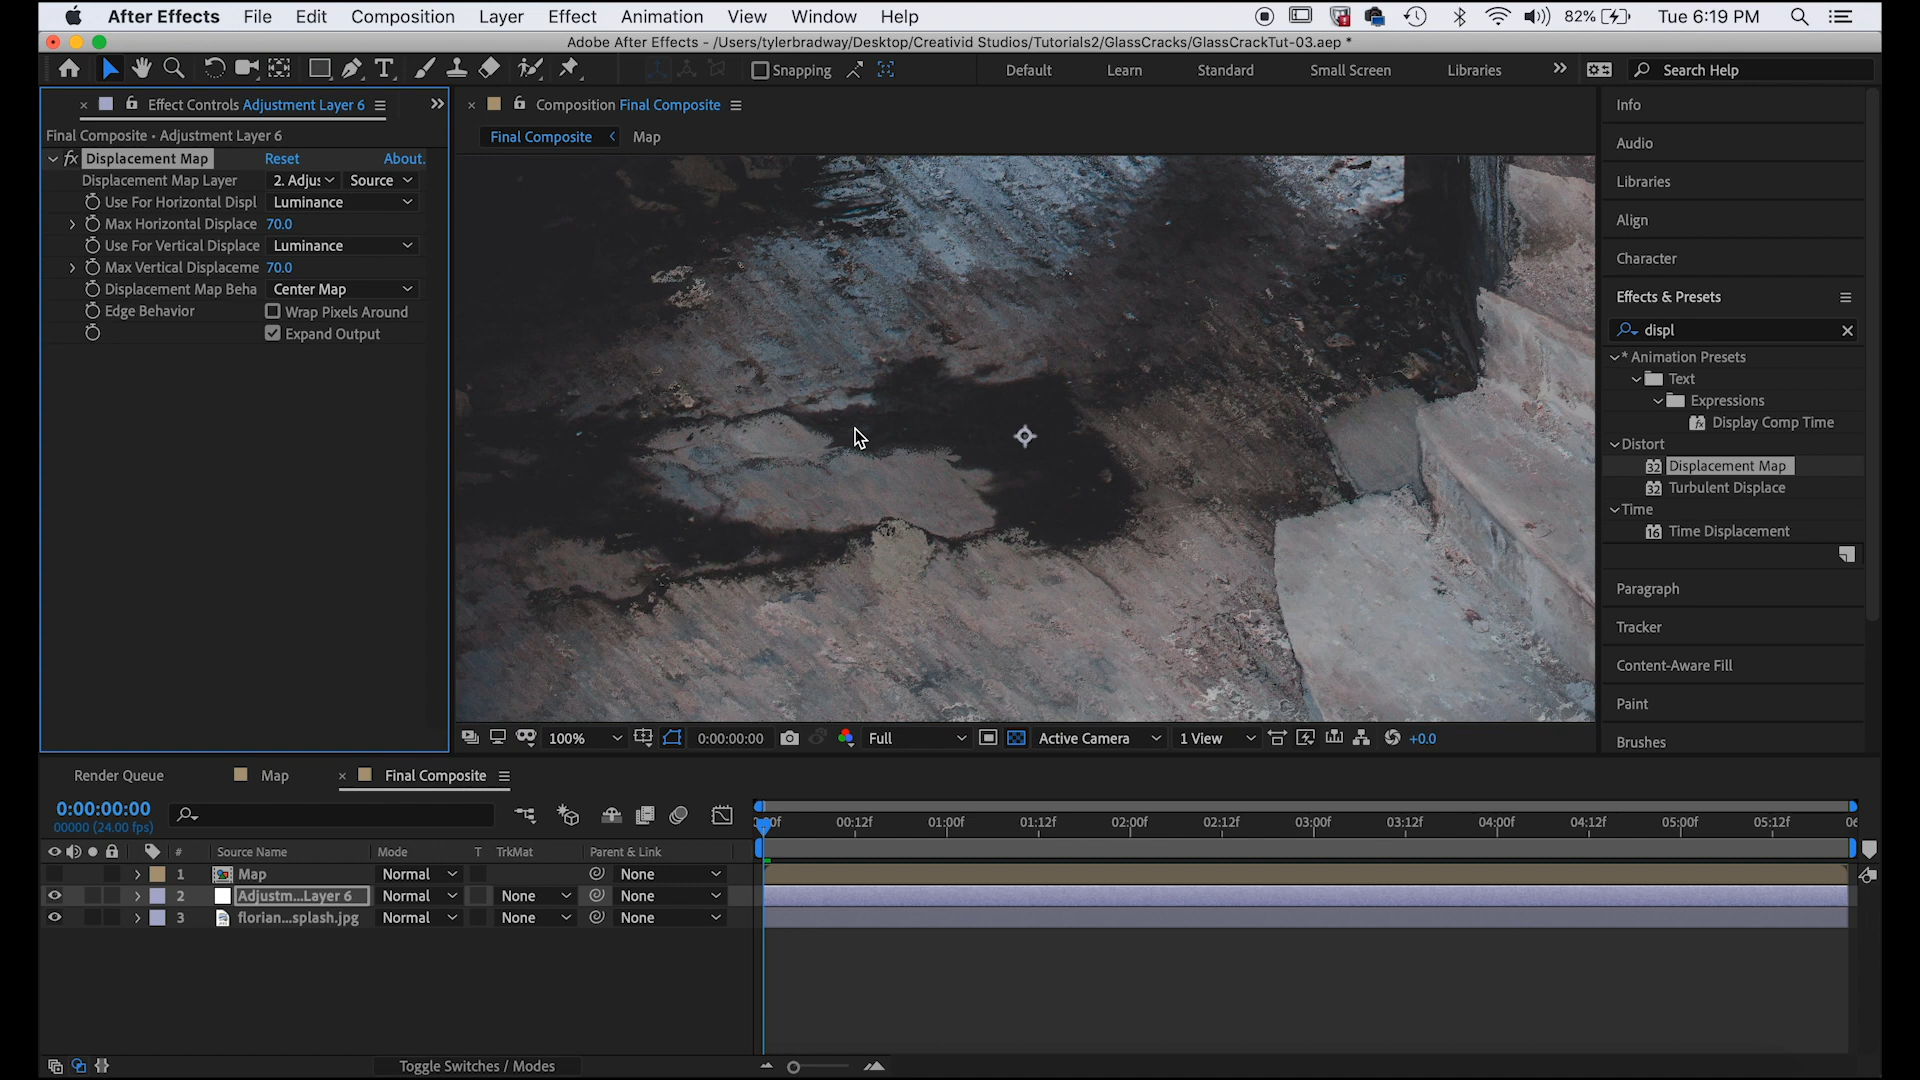 After Effects File Edit Composition Layer Effect Animation View Window Help 82% Tue 6:19 PM
Adobe After Effects - /Users/tylerbradway/Desktop/Creativid Studios/Tutorials2/GlassCracks/GlassCrackTut-03.aep *
Snapping Default Learn Standard Small Screen Libraries Search Help
Effect Controls Adjustment Layer 6
Final Composite • Adjustment Layer 6
fx Displacement Map Reset About.
Displacement Map Layer 2. Adjus Source
Use For Horizontal Displ Luminance
Max Horizontal Displace 70.0
Use For Vertical Displace Luminance
Max Vertical Displaceme 70.0
Displacement Map Beha Center Map
Edge Behavior Wrap Pixels Around
Expand Output
Composition Final Composite
Final Composite Map
100% 0:00:00:00 Full Active Camera 1 View +0.0
Info
Audio
Libraries
Align
Character
Effects & Presets
displ
* Animation Presets
Text
Expressions
Display Comp Time
Distort
32 Displacement Map
32 Turbulent Displace
Time
16 Time Displacement
Paragraph
Tracker
Content-Aware Fill
Paint
Brushes
Render Queue Map Final Composite
0:00:00:00
00000 (24.00 fps)
:00f 00:12f 01:00f 01:12f 02:00f 02:12f 03:00f 03:12f 04:00f 04:12f 05:00f 05:12f 06
# Source Name Mode T TrkMat Parent & Link
1 Map Normal None
2 Adjustm...Layer 6 Normal None None
3 florian...splash.jpg Normal None None
Toggle Switches / Modes